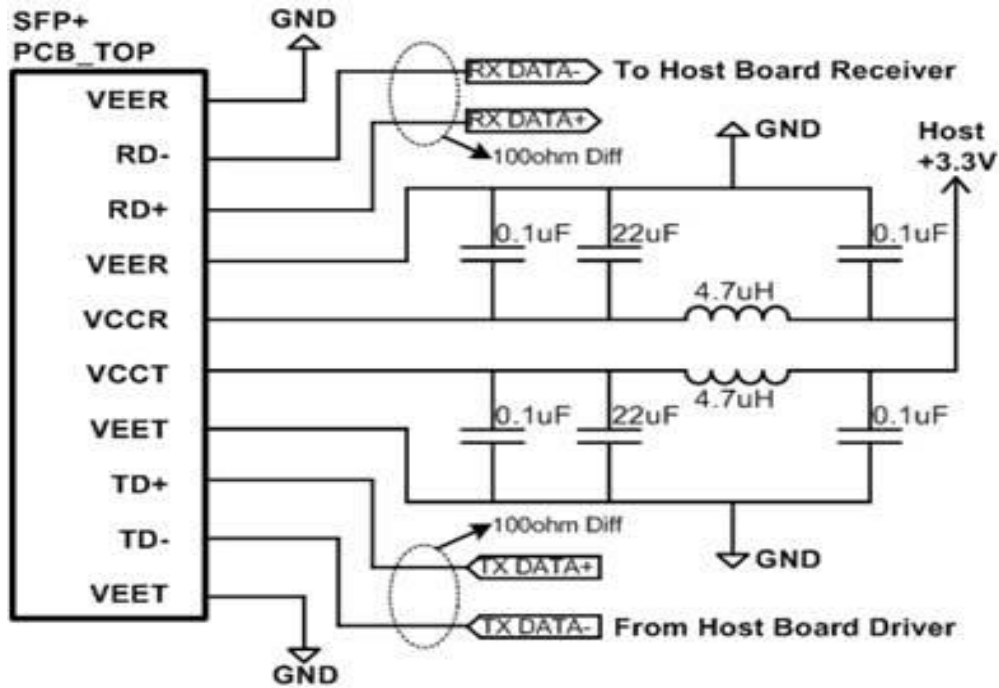 SFP+
PCB_TOP
GND
VEER
RD-
RD+
VEER
VCCR
VCCT
VEET
TD+
TD-
VEET
GND
RX DATA-
To Host Board Receiver
RX DATA+
100ohm Diff
GND
Host
+3.3V
0.1uF
22uF
0.1uF
4.7uH
4.7uH
0.1uF
22uF
0.1uF
100ohm Diff
GND
TX DATA+
TX DATA-
From Host Board Driver